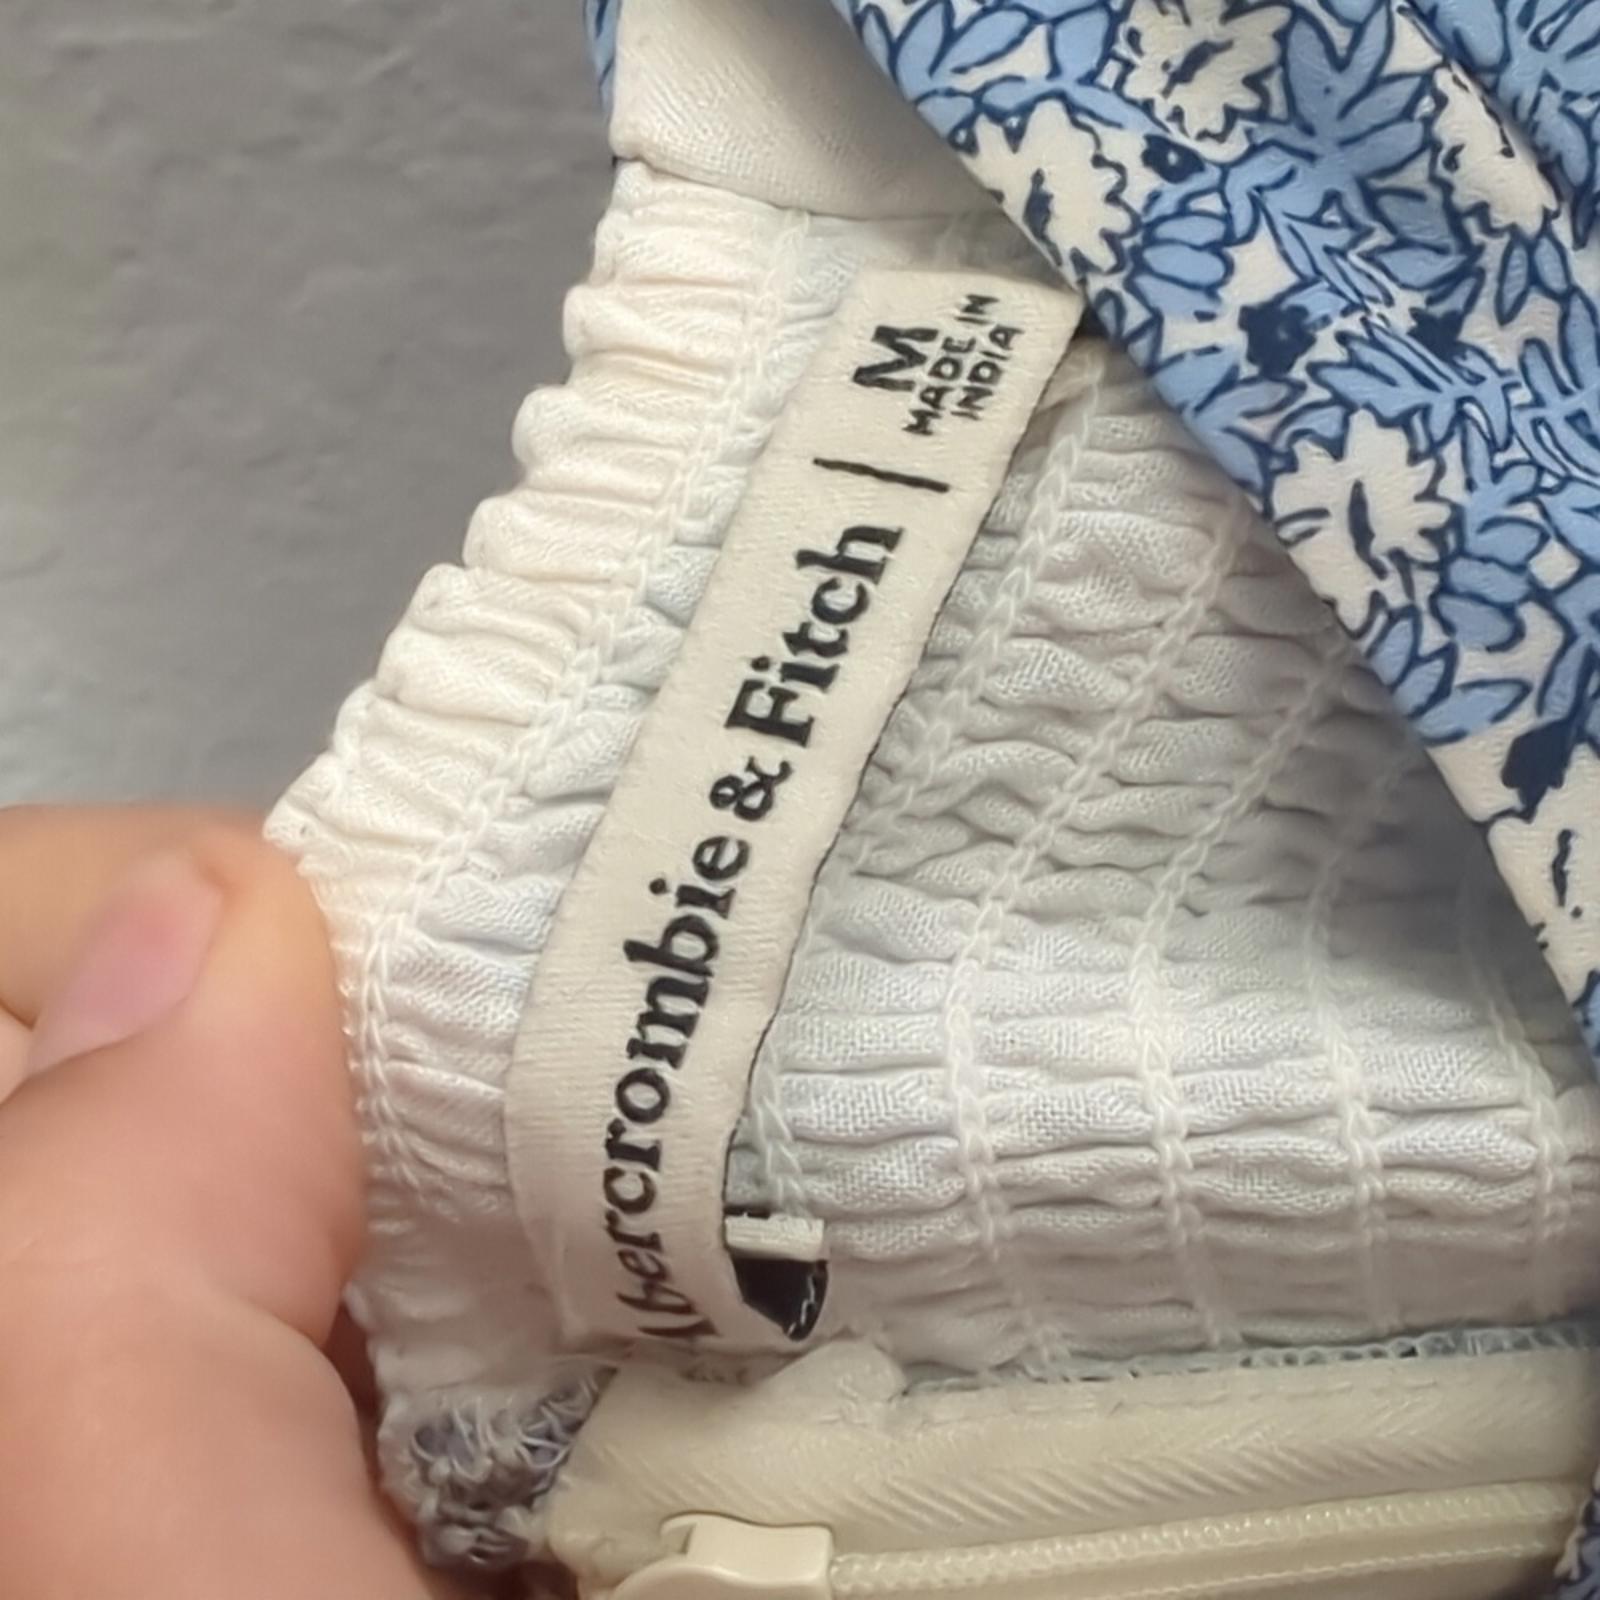 Abercrombie & Fitch |
M
MADE IN
INDIA